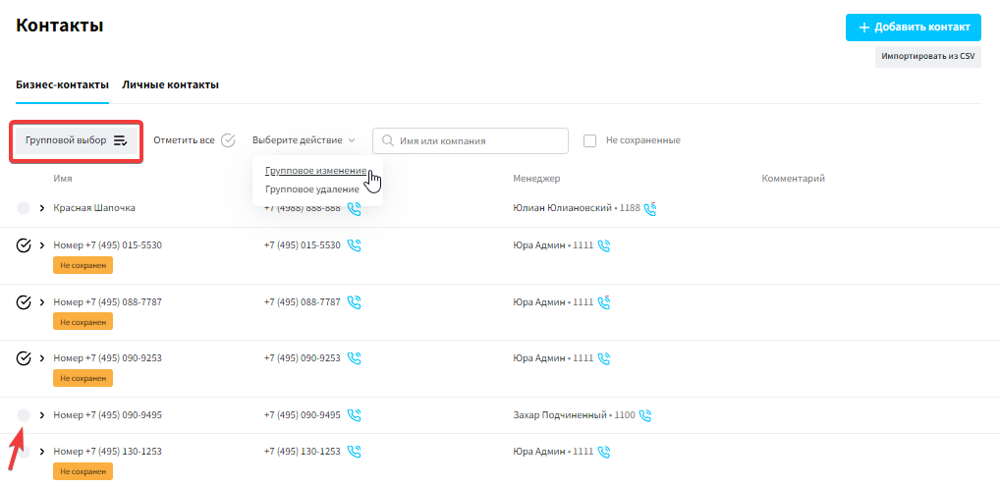 Контакты
+ Добавить контакт
Импортировать из CSV
Бизнес-контакты Личные контакты
Групповой выбор Отметить все Выберите действие Имя или компания Не сохраненные
Групповое изменение
Групповое удаление
Имя Менеджер Комментарий
Красная Шапочка +7 (4988) 888-888 Юлиан Юлиановский • 1188
Номер +7 (495) 015-5530 +7 (495) 015-5530 Юра Админ • 1111
Не сохранен
Номер +7 (495) 088-7787 +7 (495) 088-7787 Юра Админ • 1111
Не сохранен
Номер +7 (495) 090-9253 +7 (495) 090-9253 Юра Админ • 1111
Не сохранен
Номер +7 (495) 090-9495 +7 (495) 090-9495 Захар Подчиненный • 1100
Номер +7 (495) 130-1253 +7 (495) 130-1253 Юра Админ • 1111
Не сохранен